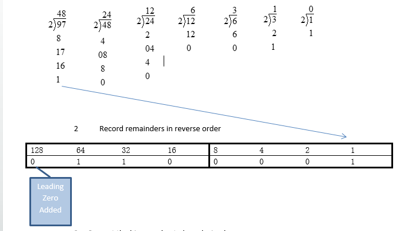 48 24 12 6 3 1 0
2)97 2)48 2)24 2)12 2)6 2)3 2)1
8 4 2 12 6 2 1
17 08 04 0 0 1
16 8 4
1 0 0
2 Record remainders in reverse order
128 64 32 16 8 4 2 1
0 1 1 0 0 0 0 1
Leading
Zero
Added